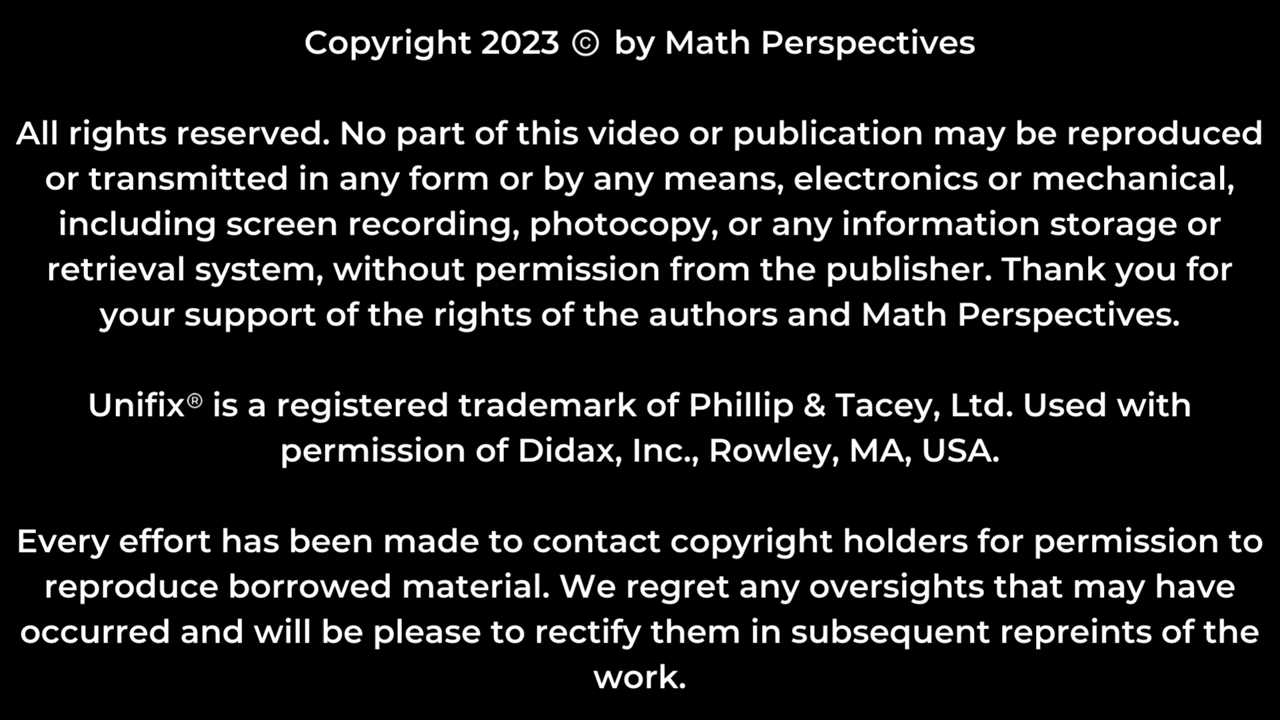 Copyright 2023 © by Math Perspectives
All rights reserved. No part of this video or publication may be reproduced
or transmitted in any form or by any means, electronics or mechanical,
including screen recording, photocopy, or any information storage or
retrieval system, without permission from the publisher. Thank you for
your support of the rights of the authors and Math Perspectives.
Unifix® is a registered trademark of Phillip & Tacey, Ltd. Used with
permission of Didax, Inc., Rowley, MA, USA.
Every effort has been made to contact copyright holders for permission to
reproduce borrowed material. We regret any oversights that may have
occurred and will be please to rectify them in subsequent repreints of the
work.